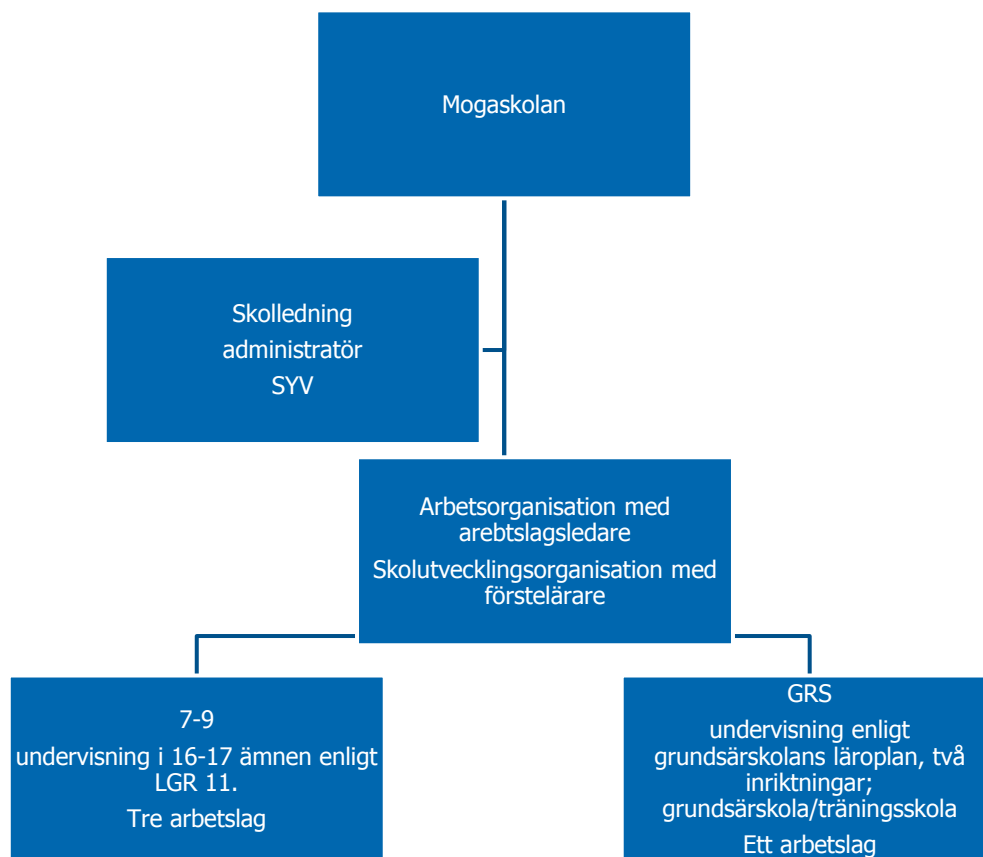 Mogaskolan
Skolledning
administratör
SYV
Arbetsorganisation med
arebtslagsledare
Skolutvecklingsorganisation med
förstelärare
7-9
undervisning i 16-17 ämnen enligt
LGR 11.
Tre arbetslag
GRS
undervisning enligt
grundsärskolans läroplan, två
inriktningar;
grundsärskola/träningsskola
Ett arbetslag